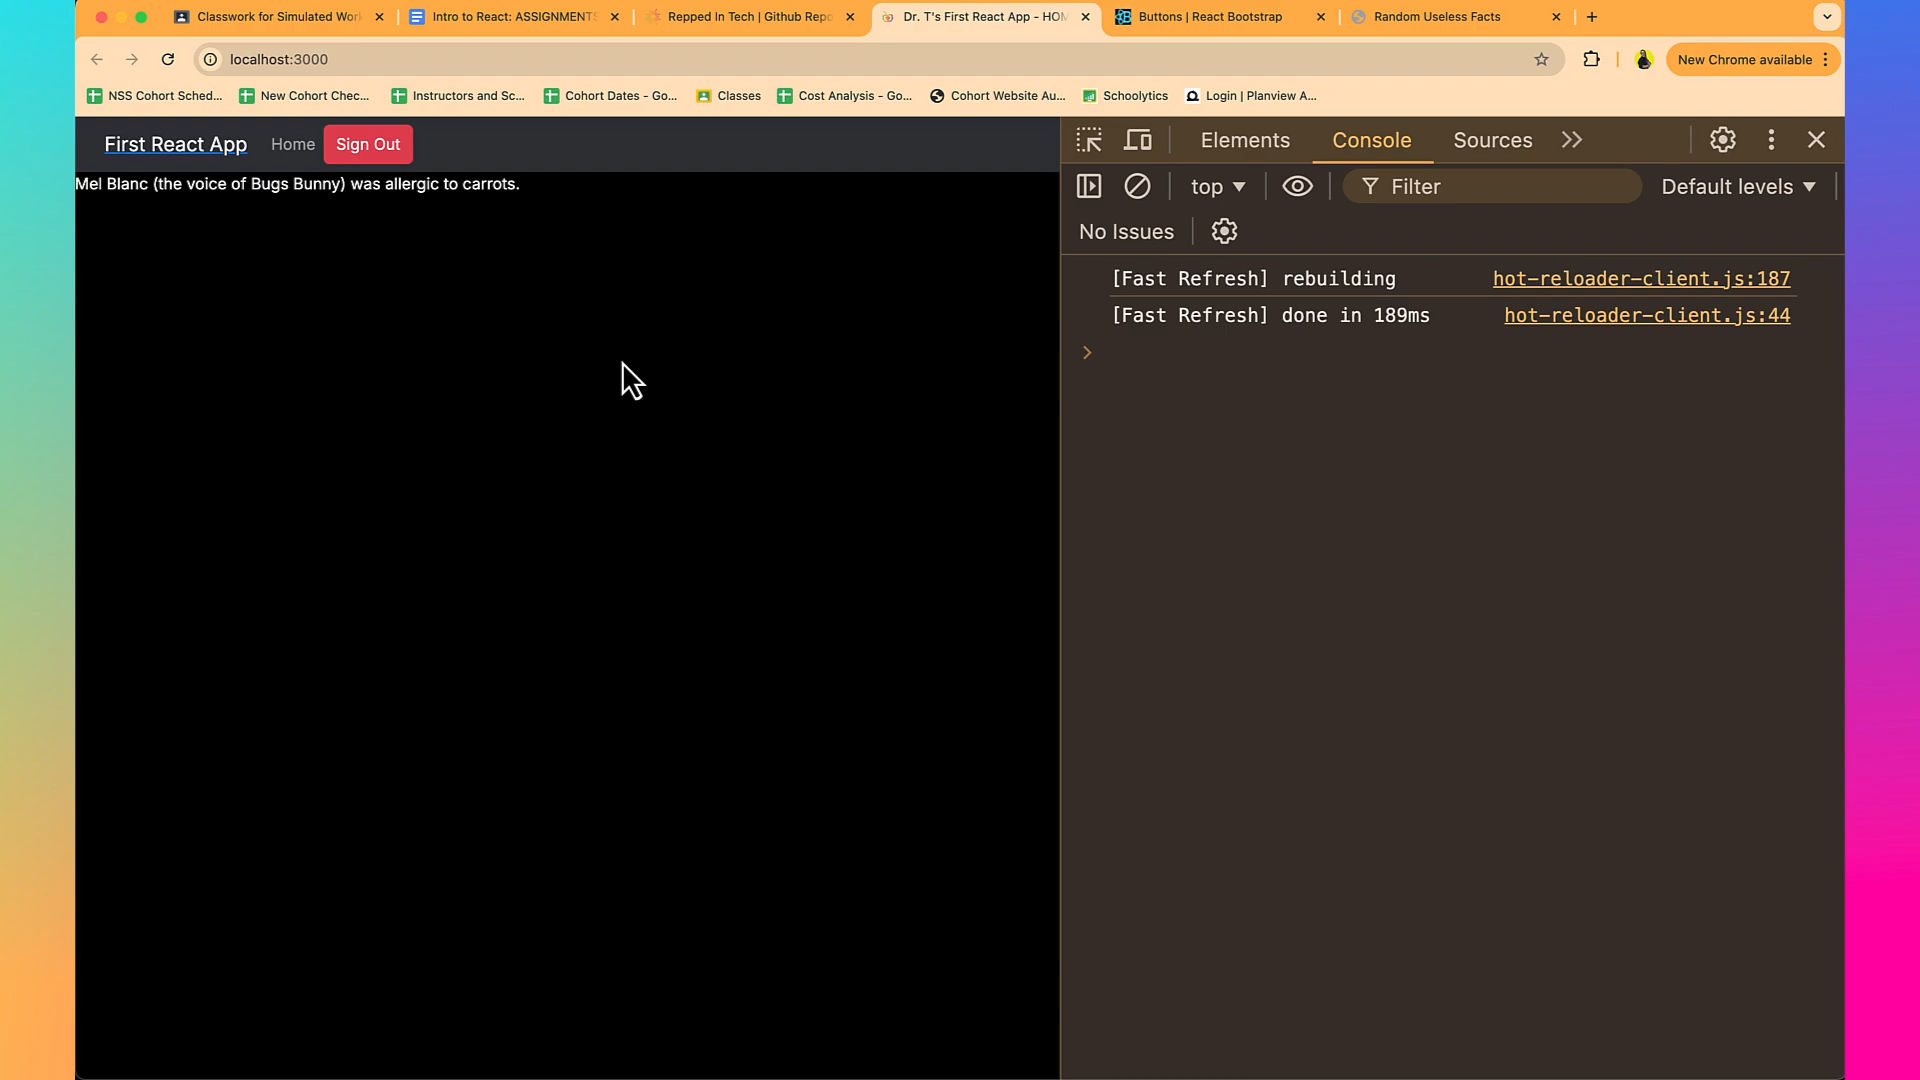 Classwork for Simulated Wor
Intro to React: ASSIGNMENTS
Repped In Tech | Github Repo
Dr. T's First React App - HOM
Buttons | React Bootstrap
Random Useless Facts
localhost:3000
New Chrome available
NSS Cohort Sched...
New Cohort Chec...
Instructors and Sc...
Cohort Dates - Go...
Classes
Cost Analysis - Go...
Cohort Website Au...
Schoolytics
Login | Planview A...
First React App
Home
Sign Out
Mel Blanc (the voice of Bugs Bunny) was allergic to carrots.
Elements
Console
Sources
top
Filter
Default levels
No Issues
[Fast Refresh] rebuilding hot-reloader-client.js:187
[Fast Refresh] done in 189ms hot-reloader-client.js:44